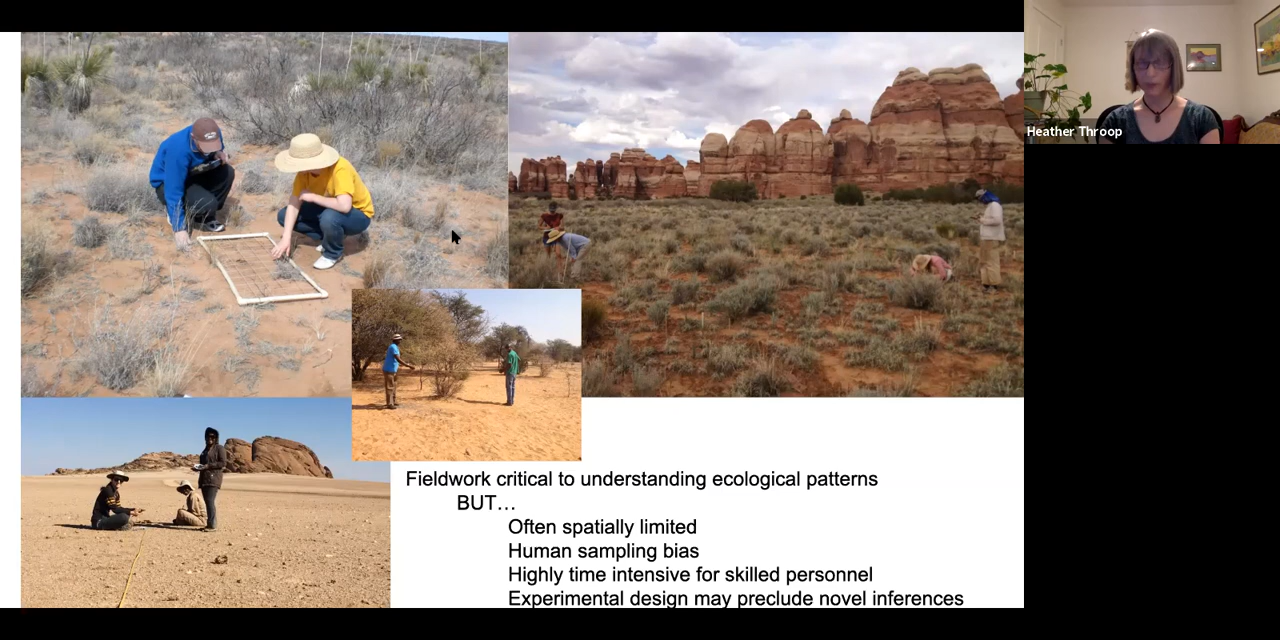 Heather Throop
Fieldwork critical to understanding ecological patterns
BUT…
Often spatially limited
Human sampling bias
Highly time intensive for skilled personnel
Experimental design may preclude novel inferences